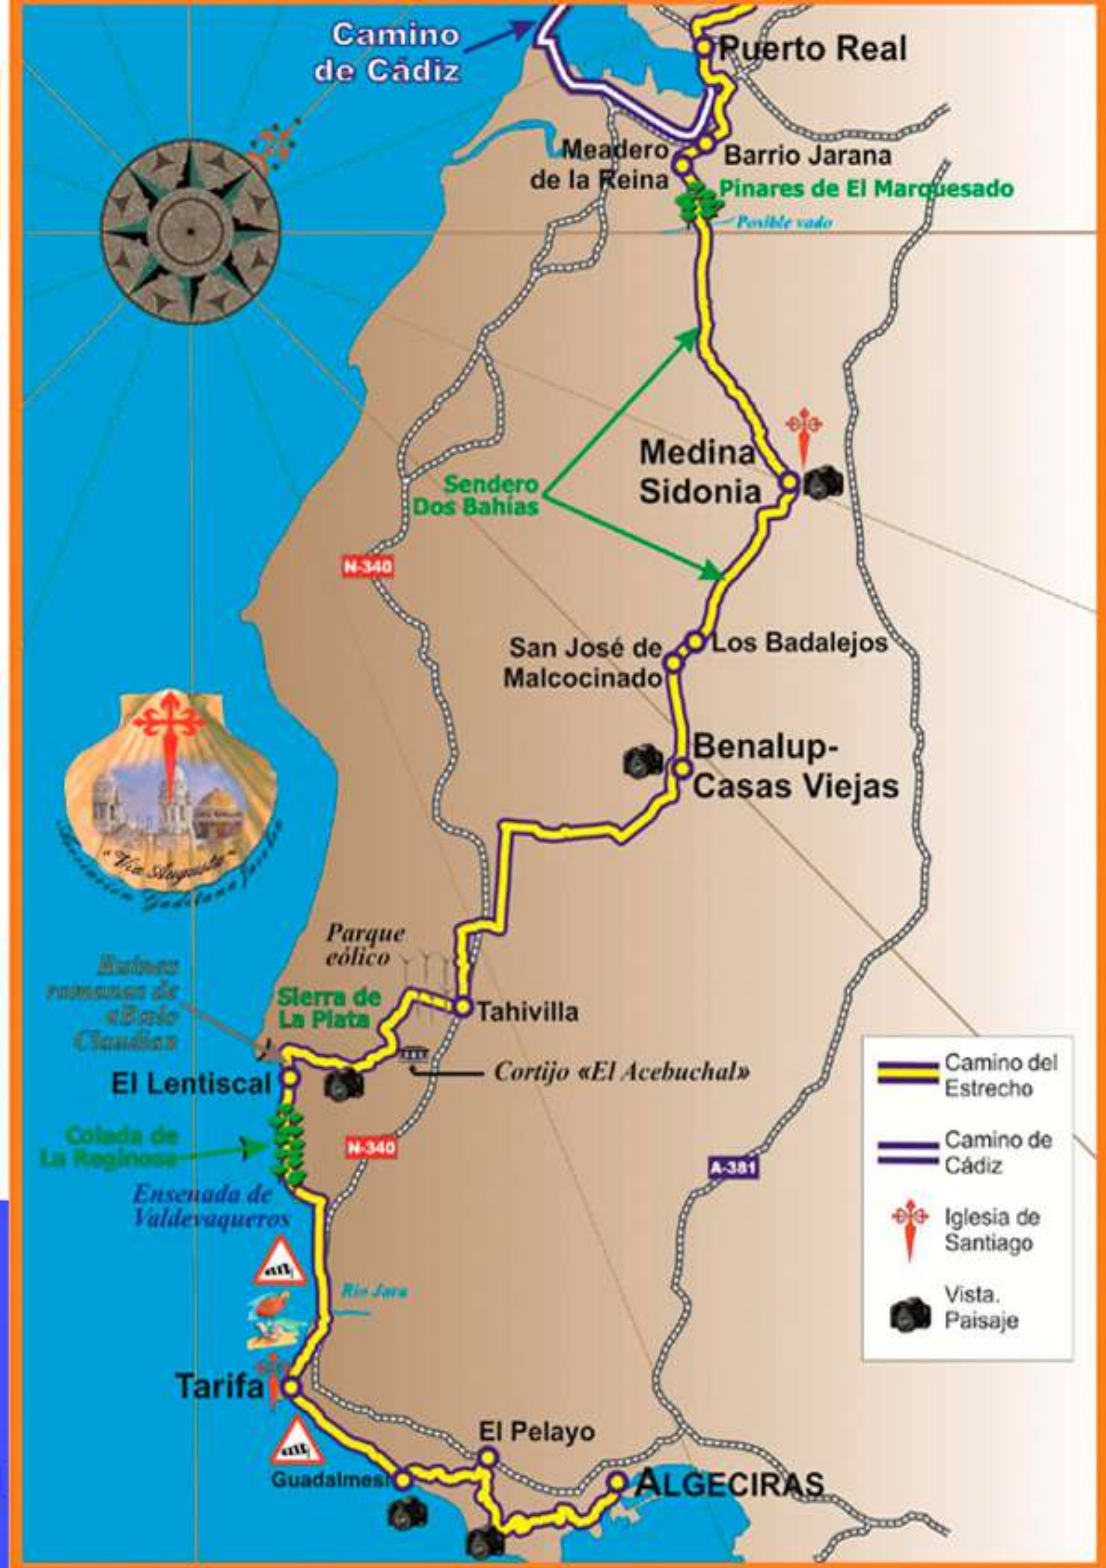 Camino
de Cádiz
Puerto Real
Meadero
de la Reina
Barrio Jarana
Pinares de El Marquesado
Posible vado
Medina
Sidonia
Sendero
Dos Bahías
N-340
San José de
Malcocinado
Los Badalejos
Benalup-
Casas Viejas
"Via Augusta"
Asociación Gaditana Jacobea
Parque
eólico
Ruinas
romanas de
«Baelo
Claudia»
Sierra de
La Plata
Tahivilla
El Lentiscal
Cortijo «El Acebuchal»
Colada de
La Reginosa
N-340
A-381
Ensenada de
Valdevaqueros
Río Jara
Tarifa
El Pelayo
Guadalmesí
ALGECIRAS
Camino del
Estrecho
Camino de
Cádiz
Iglesia de
Santiago
Vista.
Paisaje